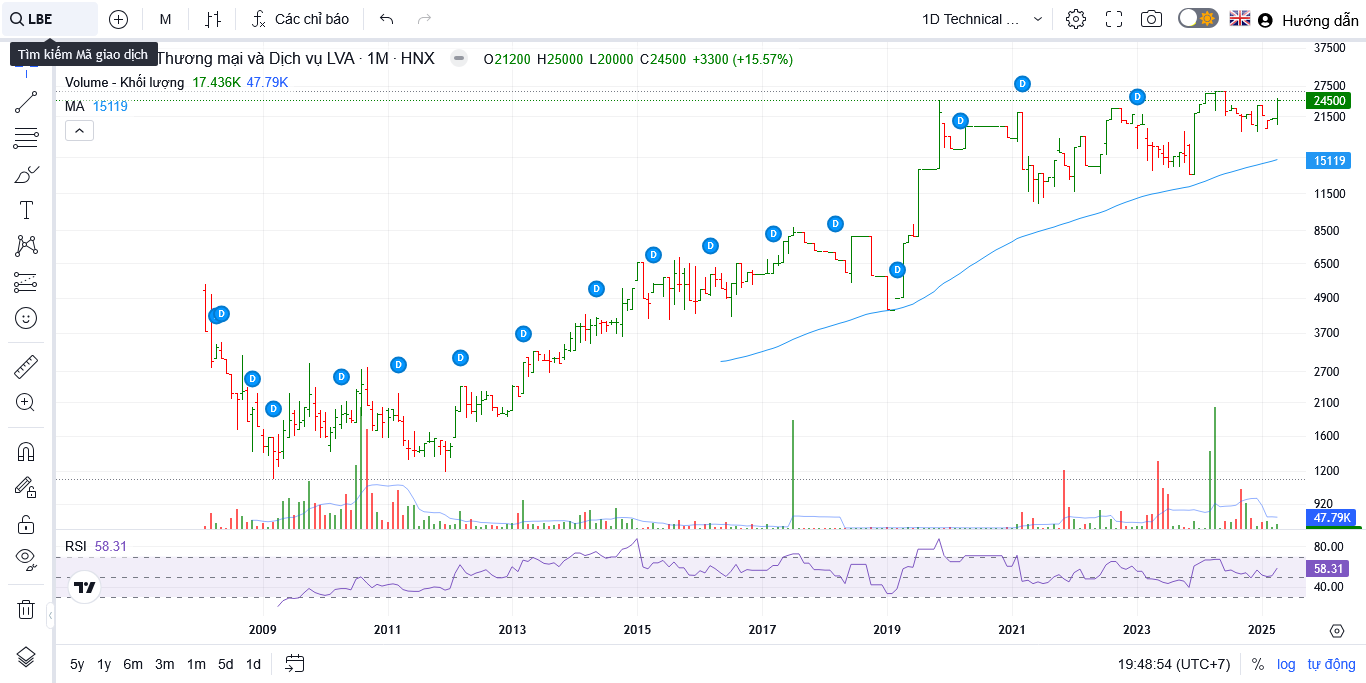 LBE M Các chỉ báo 1D Technical ... Hướng dẫn
Tìm kiếm Mã giao dịch
Thương mại và Dịch vụ LVA · 1M · HNX O21200 H25000 L20000 C24500 +3300 (+15.57%)
Volume - Khối lượng 17.436K 47.79K
MA 15119
37500
27500
24500
21500
15119
11500
8500
6500
4900
3700
2700
2100
1600
1200
920
47.79K
D D D D D D D D D D D D D D D D D
RSI 58.31
80.00
58.31
40.00
2009 2011 2013 2015 2017 2019 2021 2023 2025
5y 1y 6m 3m 1m 5d 1d 19:48:54 (UTC+7) % log tự động